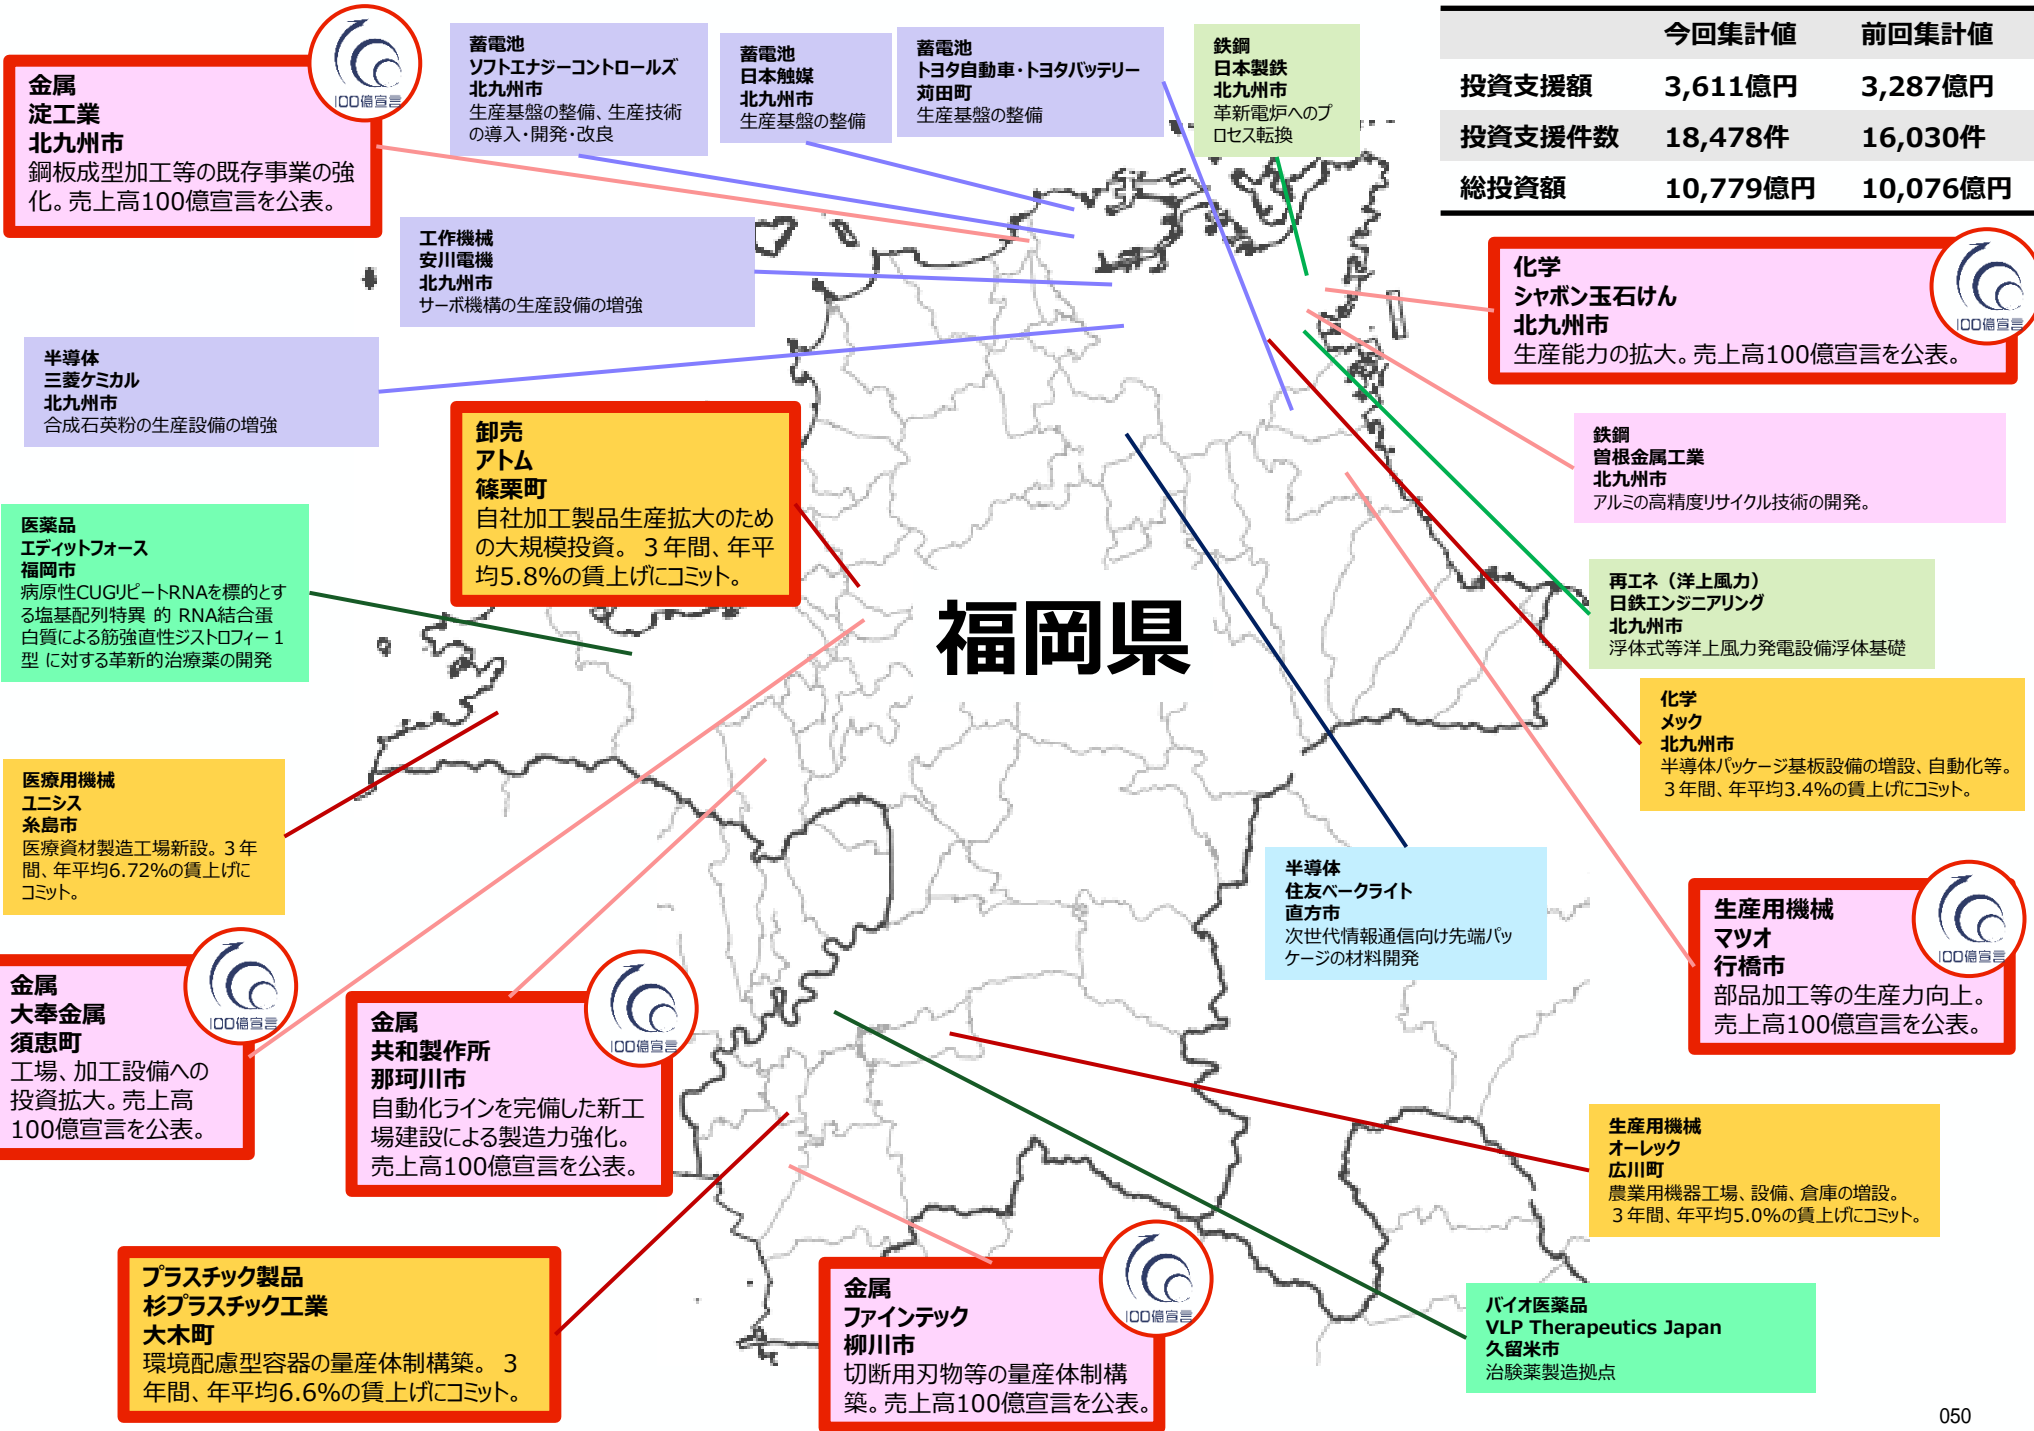 金属
淀工業
北九州市
鋼板成型加工等の既存事業の強
化。売上高100億宣言を公表。
100億宣言
蓄電池
ソフトエナジーコントロールズ
北九州市
生産基盤の整備、生産技術
の導入・開発・改良
蓄電池
日本触媒
北九州市
生産基盤の整備
蓄電池
トヨタ自動車・トヨタバッテリー
苅田町
生産基盤の整備
鉄鋼
日本製鉄
北九州市
革新電炉へのプ
ロセス転換
今回集計値 前回集計値
投資支援額 3,611億円 3,287億円
投資支援件数 18,478件 16,030件
総投資額 10,779億円 10,076億円
工作機械
安川電機
北九州市
サーボ機構の生産設備の増強
化学
シャボン玉石けん
北九州市
生産能力の拡大。売上高100億宣言を公表。
100億宣言
半導体
三菱ケミカル
北九州市
合成石英粉の生産設備の増強
卸売
アトム
篠栗町
自社加工製品生産拡大のため
の大規模投資。３年間、年平
均5.8%の賃上げにコミット。
鉄鋼
曽根金属工業
北九州市
アルミの高精度リサイクル技術の開発。
医薬品
エディットフォース
福岡市
病原性CUGリピートRNAを標的とす
る塩基配列特異 的 RNA結合蛋
白質による筋強直性ジストロフィー１
型 に対する革新的治療薬の開発
福岡県
再エネ（洋上風力）
日鉄エンジニアリング
北九州市
浮体式等洋上風力発電設備浮体基礎
化学
メック
北九州市
半導体パッケージ基板設備の増設、自動化等。
３年間、年平均3.4%の賃上げにコミット。
医療用機械
ユニシス
糸島市
医療資材製造工場新設。３年
間、年平均6.72%の賃上げに
コミット。
半導体
住友ベークライト
直方市
次世代情報通信向け先端パッ
ケージの材料開発
生産用機械
マツオ
行橋市
部品加工等の生産力向上。
売上高100億宣言を公表。
100億宣言
金属
大奉金属
須恵町
工場、加工設備への
投資拡大。売上高
100億宣言を公表。
100億宣言
金属
共和製作所
那珂川市
自動化ラインを完備した新工
場建設による製造力強化。
売上高100億宣言を公表。
100億宣言
生産用機械
オーレック
広川町
農業用機器工場、設備、倉庫の増設。
３年間、年平均5.0%の賃上げにコミット。
プラスチック製品
杉プラスチック工業
大木町
環境配慮型容器の量産体制構築。３
年間、年平均6.6%の賃上げにコミット。
金属
ファインテック
柳川市
切断用刃物等の量産体制構
築。売上高100億宣言を公表。
100億宣言
バイオ医薬品
VLP Therapeutics Japan
久留米市
治験薬製造拠点
050